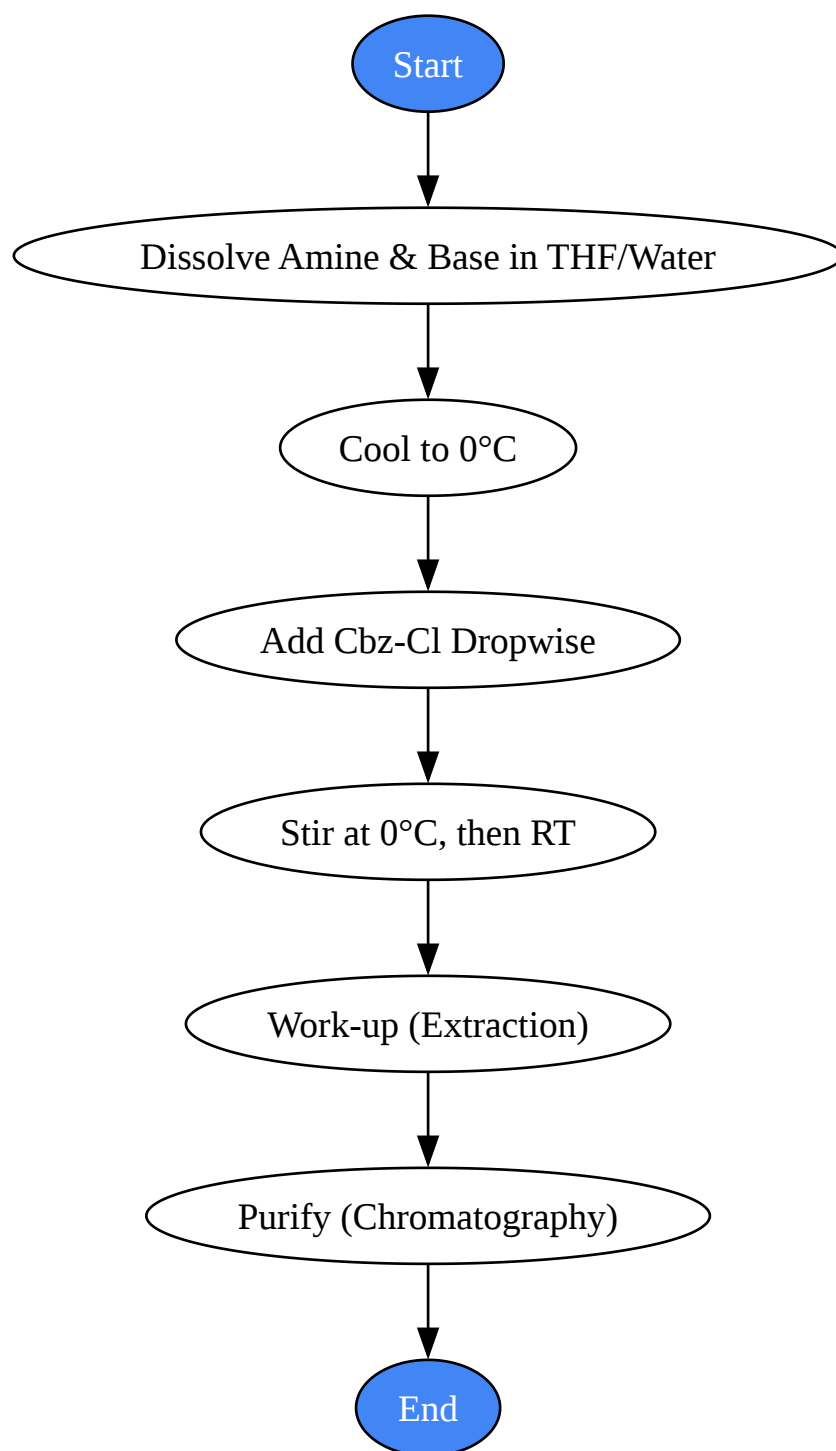 Start
Dissolve Amine & Base in THF/Water
Cool to 0°C
Add Cbz-Cl Dropwise
Stir at 0°C, then RT
Work-up (Extraction)
Purify (Chromatography)
End